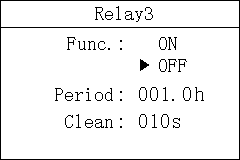 Relay3
Func.: ON
▶ OFF
Period: 001.0h
Clean: 010s